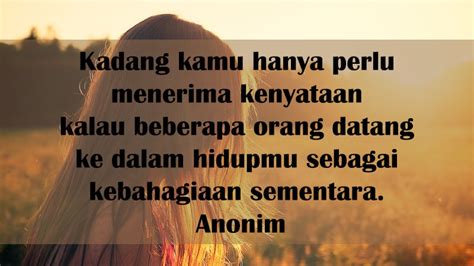 Kadang kamu hanya perlu
menerima kenyataan
kalau beberapa orang datang
ke dalam hidupmu sebagai
kebahagiaan sementara.
Anonim